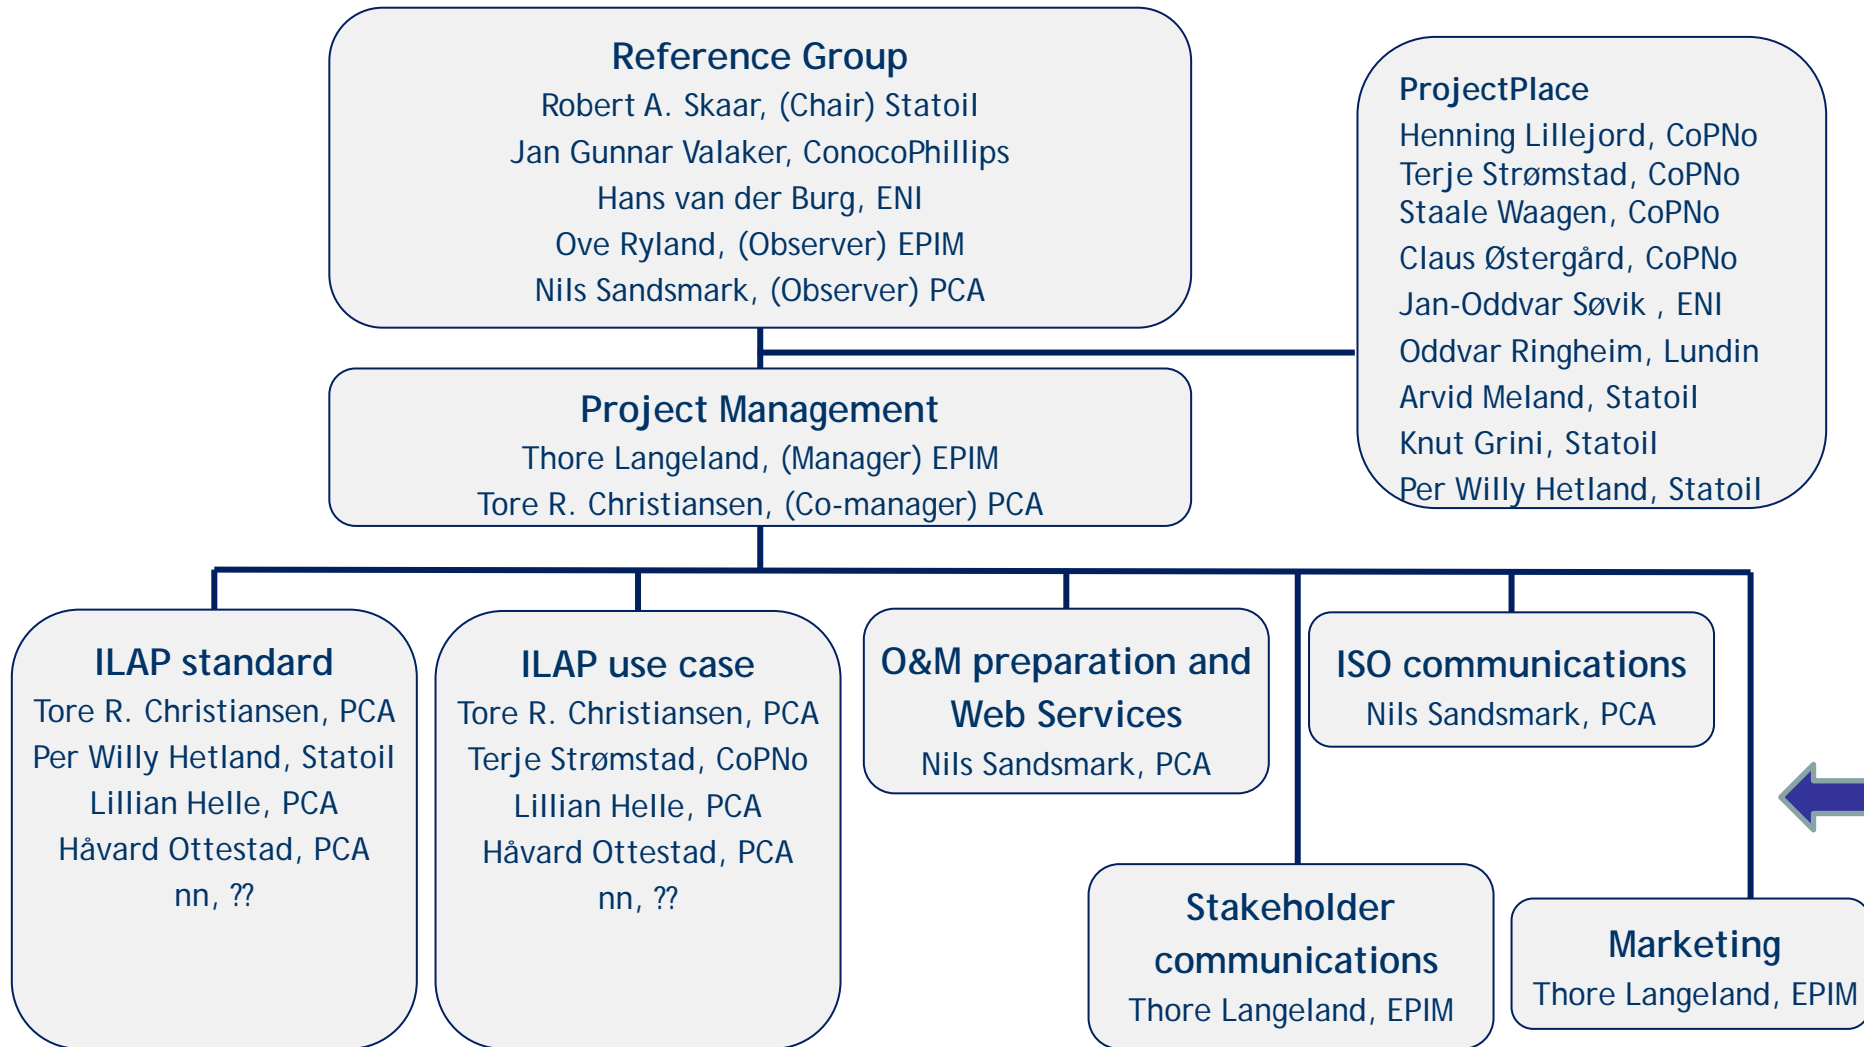 Reference Group
Robert A. Skaar, (Chair) Statoil
Jan Gunnar Valaker, ConocoPhillips
Hans van der Burg, ENI
Ove Ryland, (Observer) EPIM
Nils Sandsmark, (Observer) PCA
ProjectPlace
Henning Lillejord, CoPNo
Terje Strømstad, CoPNo
Staale Waagen, CoPNo
Claus Østergård, CoPNo
Jan-Oddvar Søvik , ENI
Oddvar Ringheim, Lundin
Arvid Meland, Statoil
Knut Grini, Statoil
Per Willy Hetland, Statoil
Project Management
Thore Langeland, (Manager) EPIM
Tore R. Christiansen, (Co-manager) PCA
ILAP standard
Tore R. Christiansen, PCA
Per Willy Hetland, Statoil
Lillian Helle, PCA
Håvard Ottestad, PCA
nn, ??
ILAP use case
Tore R. Christiansen, PCA
Terje Strømstad, CoPNo
Lillian Helle, PCA
Håvard Ottestad, PCA
nn, ??
O&M preparation and
Web Services
Nils Sandsmark, PCA
ISO communications
Nils Sandsmark, PCA
Stakeholder
communications
Thore Langeland, EPIM
Marketing
Thore Langeland, EPIM